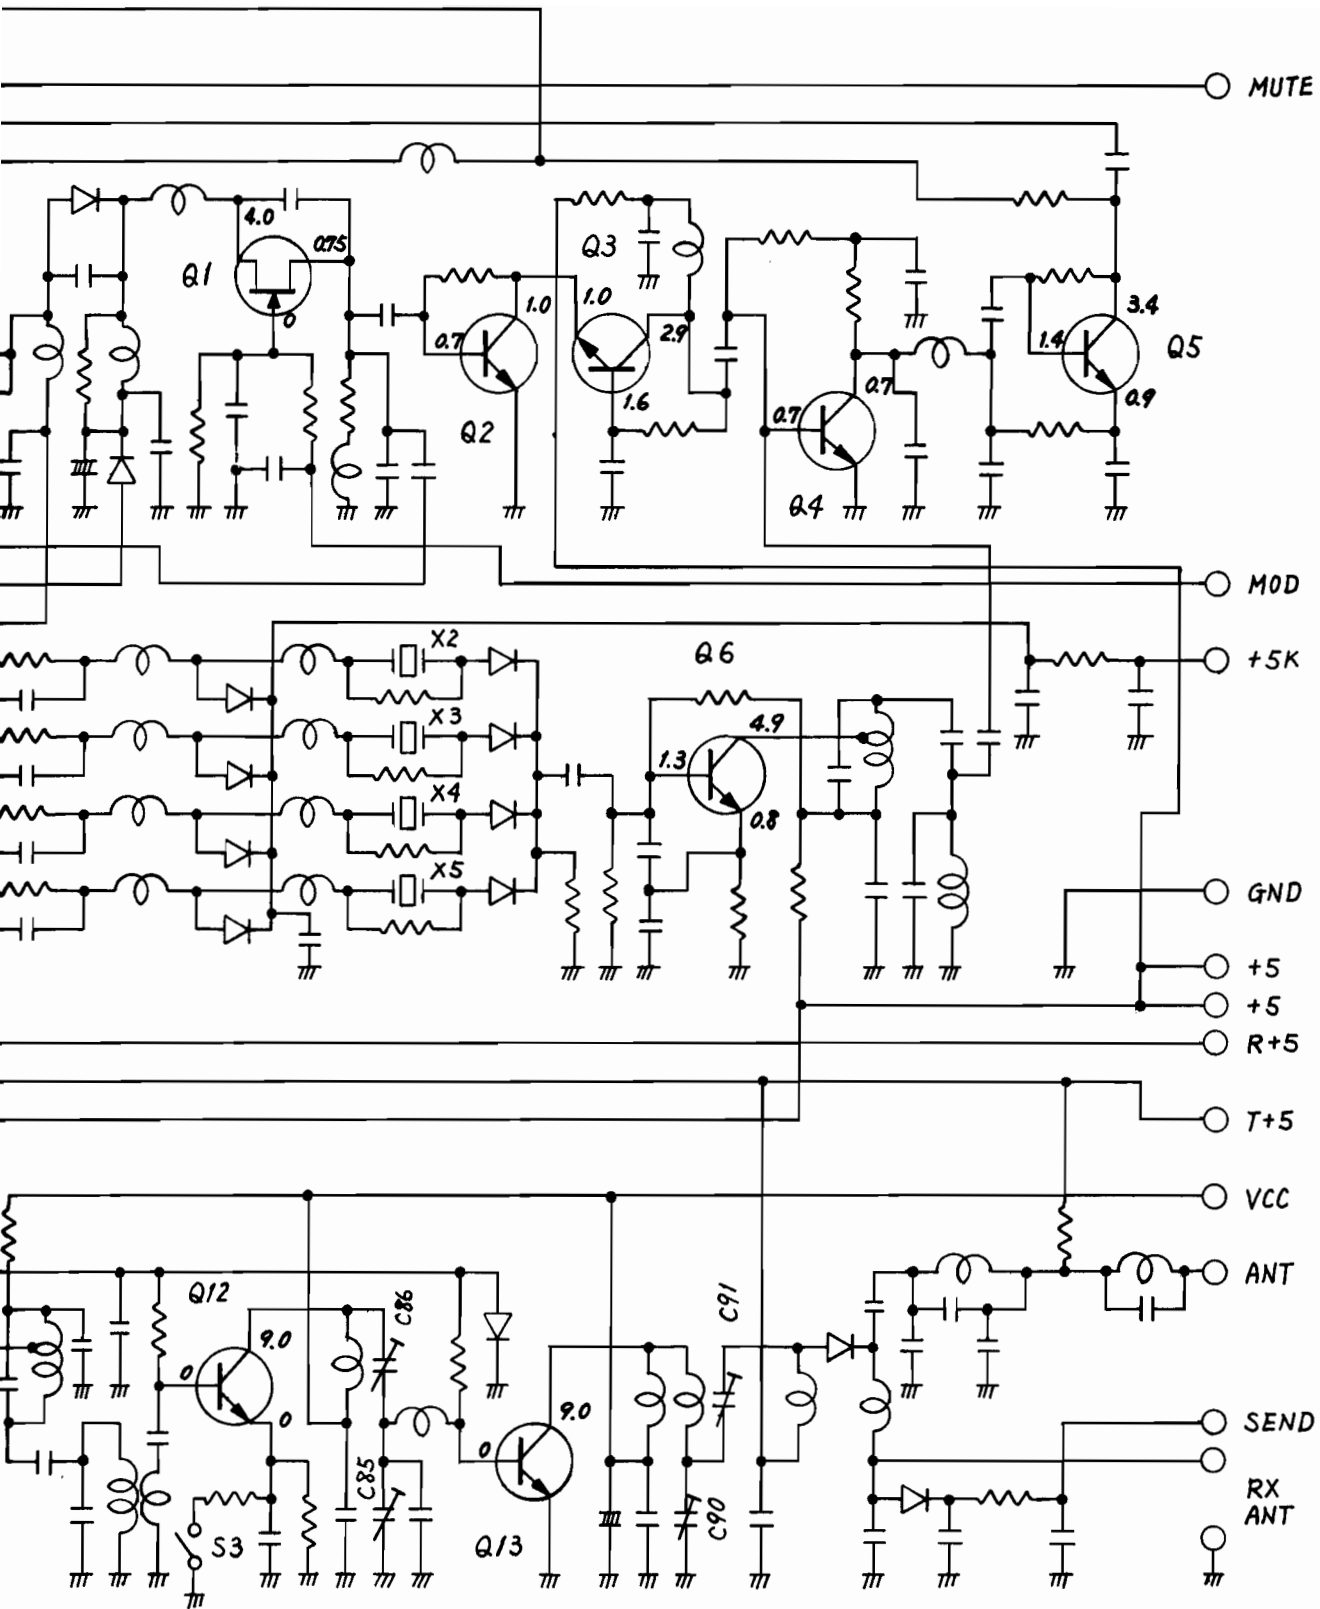 MUTE
4.0
0.75
Q1
0
Q2
0.7
1.0
Q3
1.0
2.9
1.6
0.7
0.7
Q4
1.4
3.4
0.9
Q5
MOD
X2
Q6
+5K
X3
1.3
4.9
X4
0.8
X5
GND
+5
+5
R+5
T+5
VCC
Q12
C86
C91
ANT
9.0
0
0
9.0
0
SEND
C85
C90
RX
ANT
S3
Q13